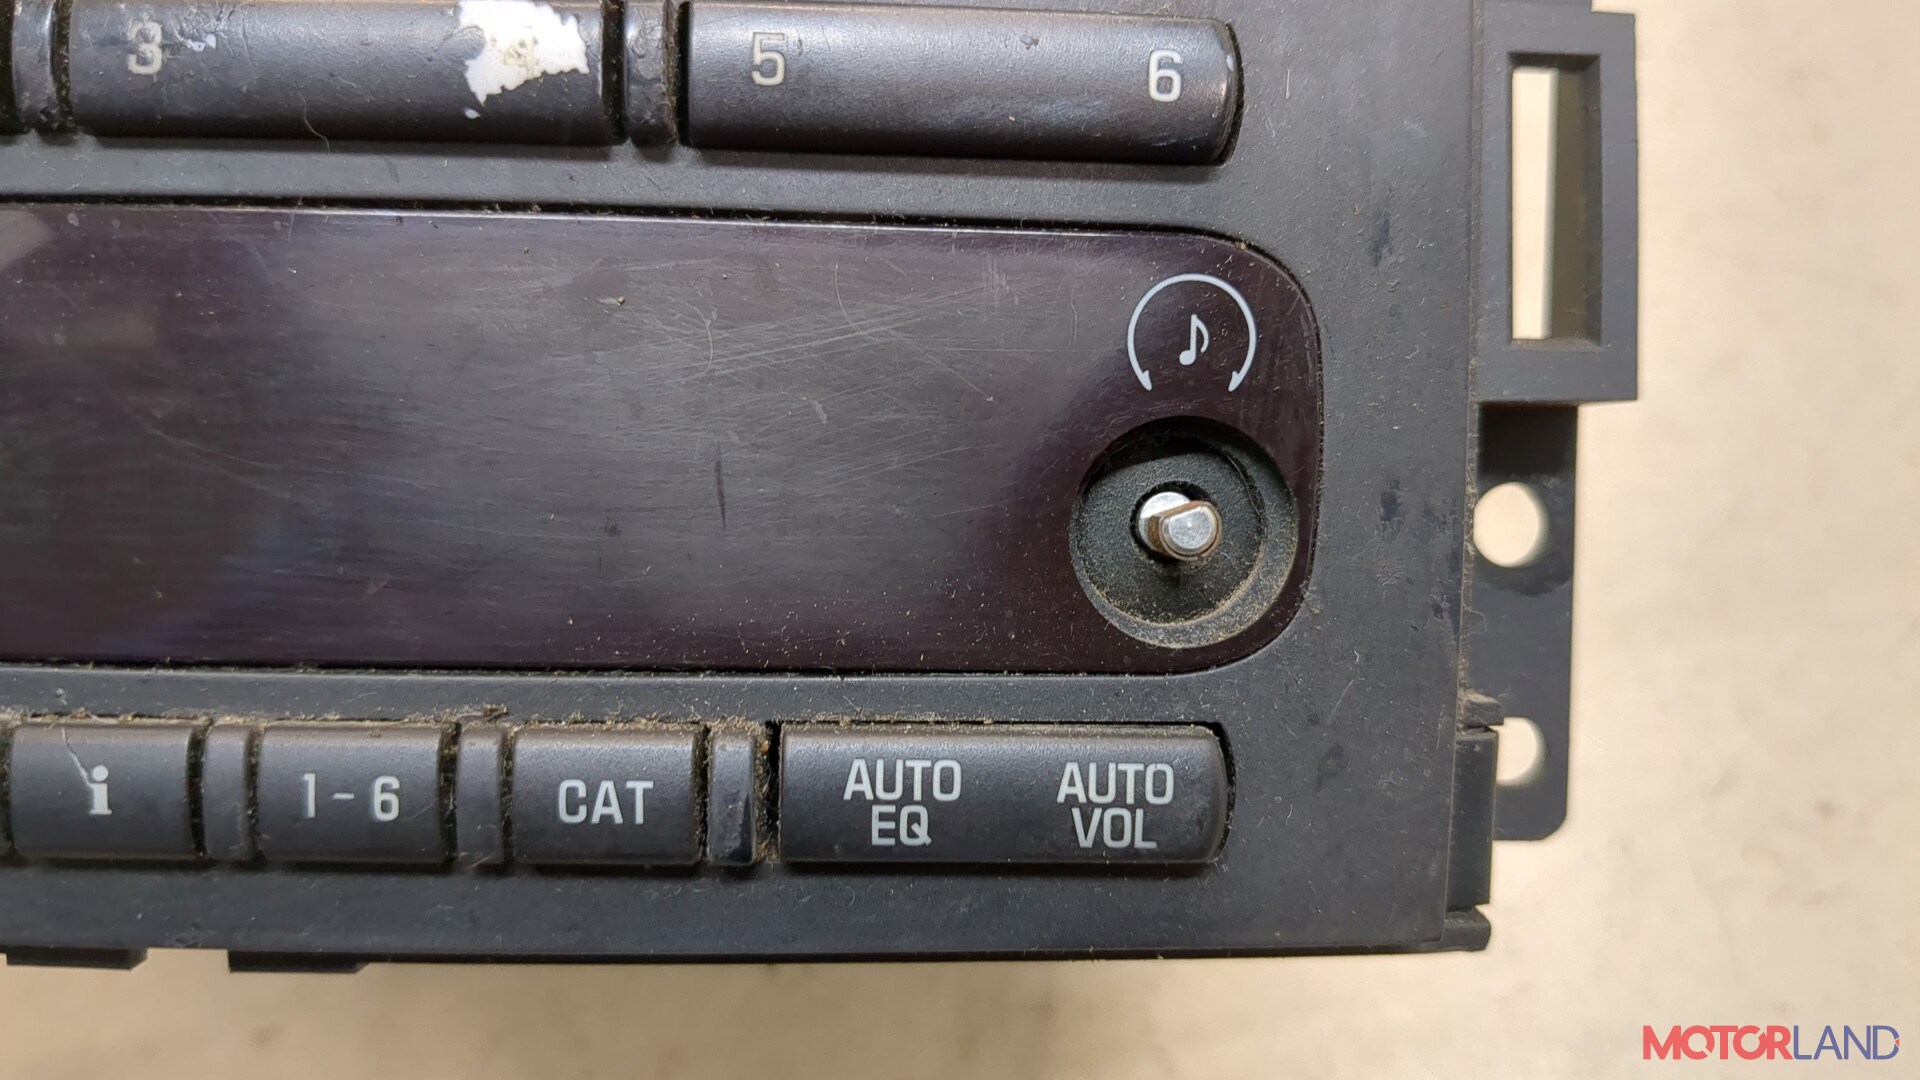 3 5 6
i 1-6 CAT AUTO EQ AUTO VOL
MOTORLAND